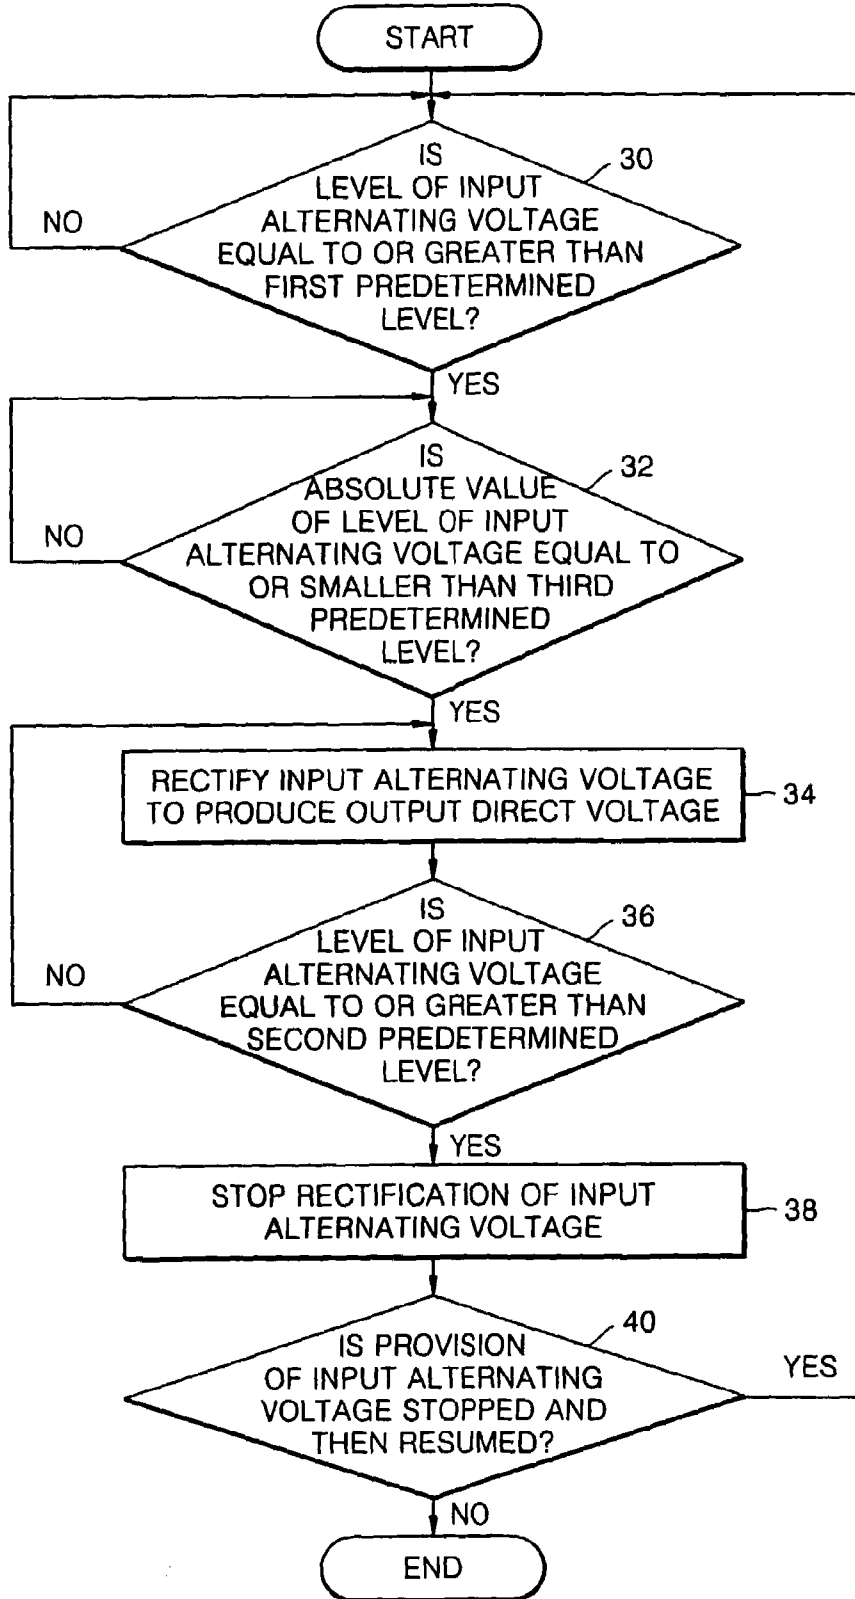 START
IS
LEVEL OF INPUT
ALTERNATING VOLTAGE
EQUAL TO OR GREATER THAN
FIRST PREDETERMINED
LEVEL?
30
NO
YES
IS
ABSOLUTE VALUE
OF LEVEL OF INPUT
ALTERNATING VOLTAGE EQUAL TO
OR SMALLER THAN THIRD
PREDETERMINED
LEVEL?
32
NO
YES
RECTIFY INPUT ALTERNATING VOLTAGE
TO PRODUCE OUTPUT DIRECT VOLTAGE
34
IS
LEVEL OF INPUT
ALTERNATING VOLTAGE
EQUAL TO OR GREATER THAN
SECOND PREDETERMINED
LEVEL?
36
NO
YES
STOP RECTIFICATION OF INPUT
ALTERNATING VOLTAGE
38
IS PROVISION
OF INPUT ALTERNATING
VOLTAGE STOPPED AND
THEN RESUMED?
40
YES
NO
END